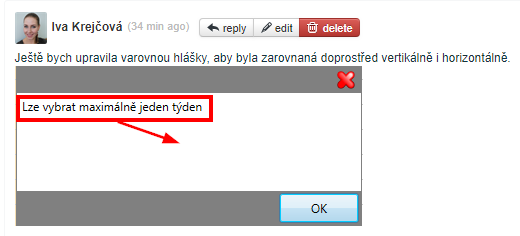 Iva Krejčová (34 min ago) reply edit delete
Ještě bych upravila varovnou hlášky, aby byla zarovnaná doprostřed vertikálně i horizontálně.
Lze vybrat maximálně jeden týden
OK